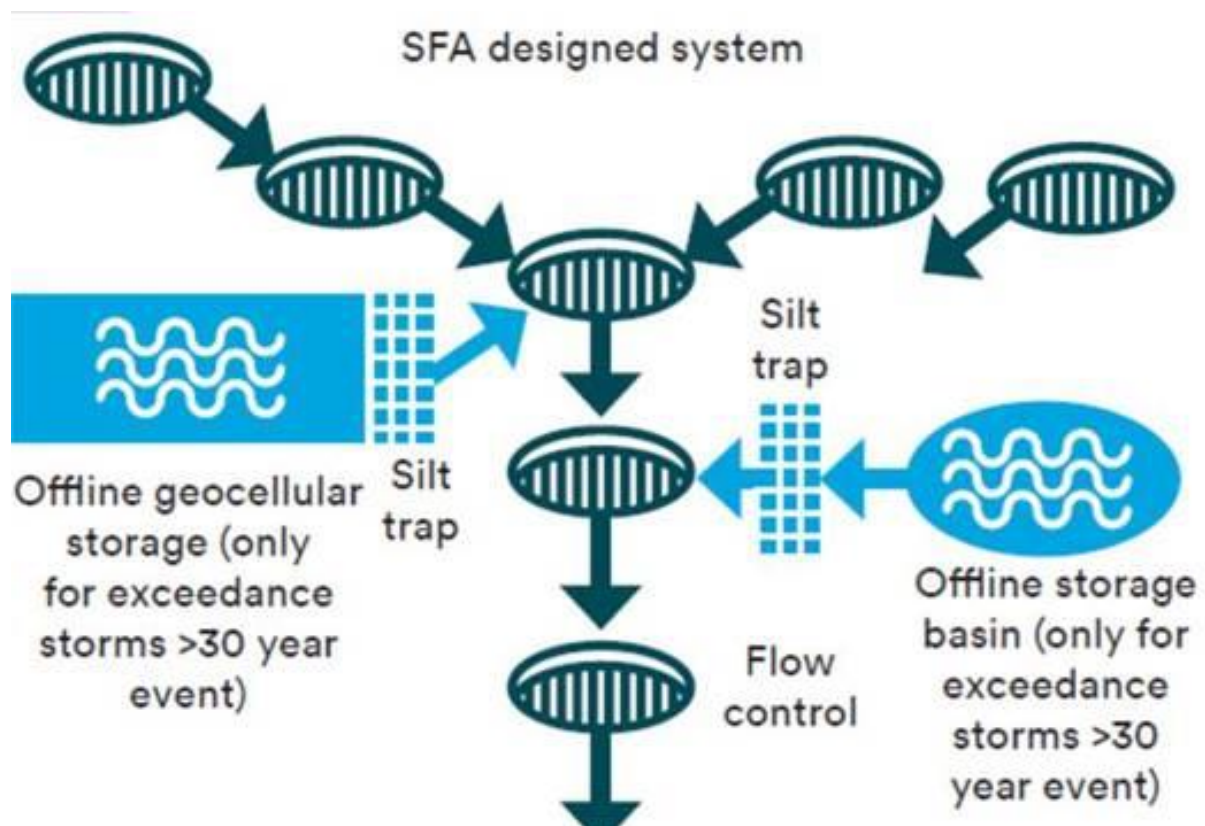 SFA designed system
Silt
trap
Offline geocellular
storage (only
for exceedance
storms >30 year
event)
Silt
trap
Offline storage
basin (only for
exceedance
storms >30
year event)
Flow
control